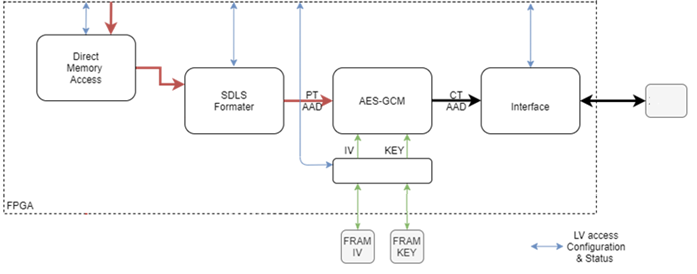 Direct
Memory
Access
SDLS
Formater
PT
AAD
AES-GCM
CT
AAD
Interface
IV
KEY
FPGA
FRAM
IV
FRAM
KEY
LV access
Configuration
& Status